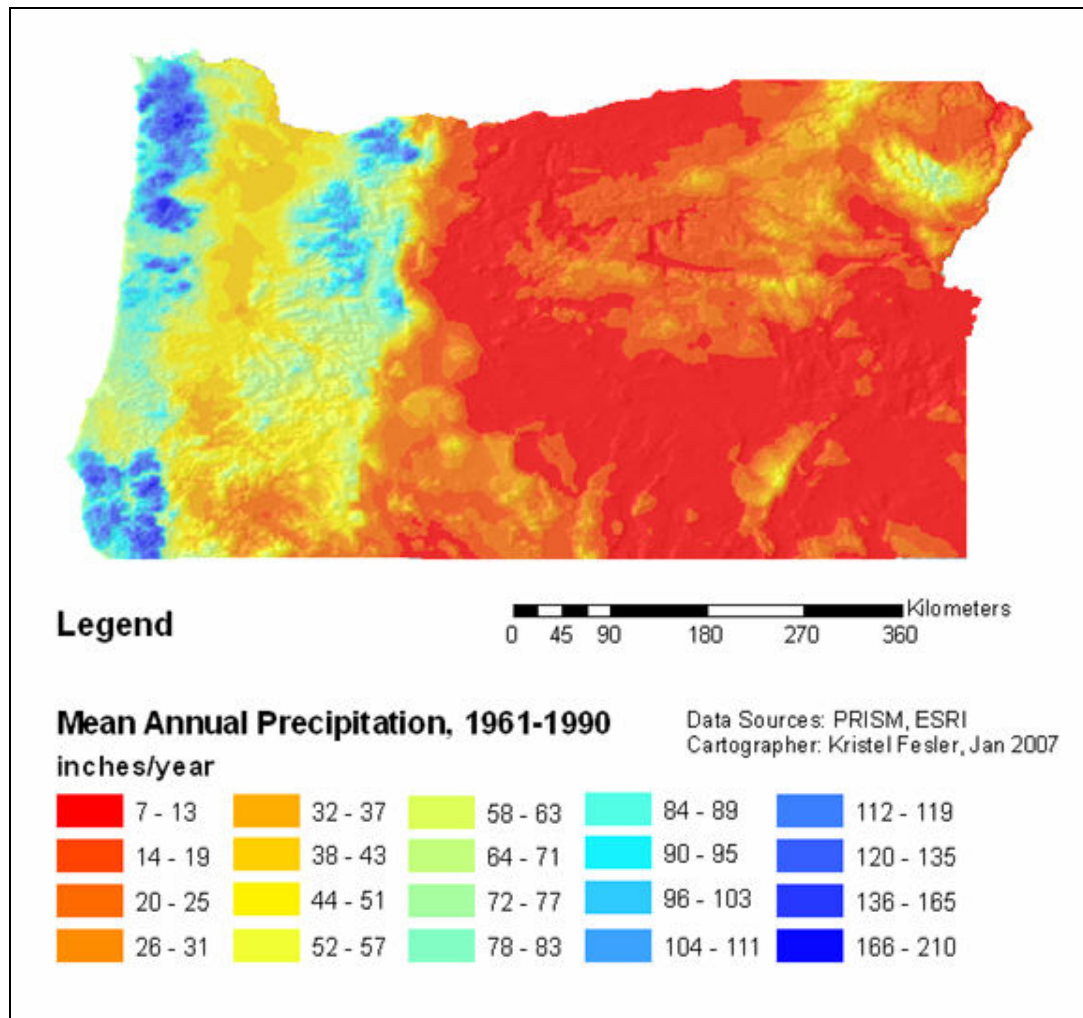 Legend
Kilometers
0 45 90 180 270 360
Mean Annual Precipitation, 1961-1990
inches/year
Data Sources: PRISM, ESRI
Cartographer: Kristel Fesler, Jan 2007
7 - 13
14 - 19
20 - 25
26 - 31
32 - 37
38 - 43
44 - 51
52 - 57
58 - 63
64 - 71
72 - 77
78 - 83
84 - 89
90 - 95
96 - 103
104 - 111
112 - 119
120 - 135
136 - 165
166 - 210